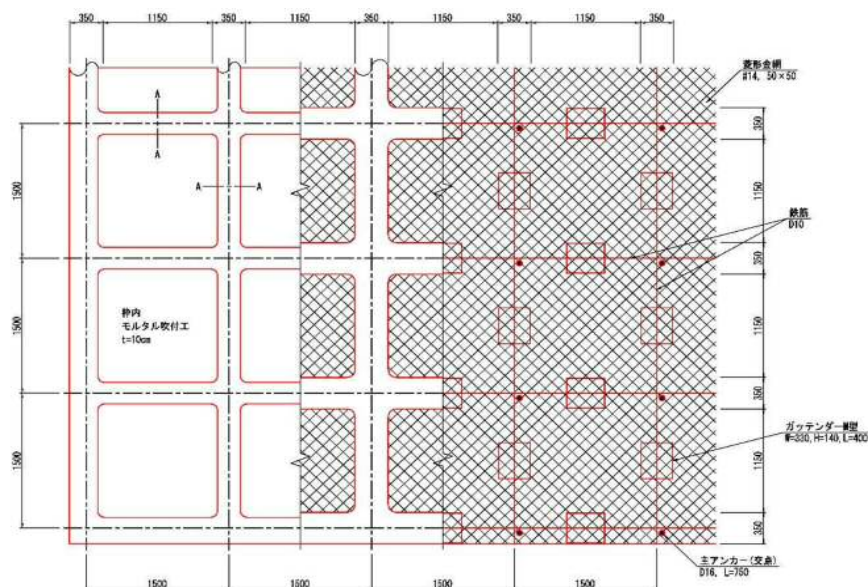 350 1150 350 1150 350 1150 350 1150 350
菱形金網
#14, 50×50
A
A
A A
1900
1500
1500
350
1150
350
1150
350
1150
350
鉄筋
D10
枠内
モルタル吹付工
t=10cm
ガッテンダーM型
W=330, H=140, L=400
主アンカー(交点)
D16, L=750
1500 1500 1500 1500